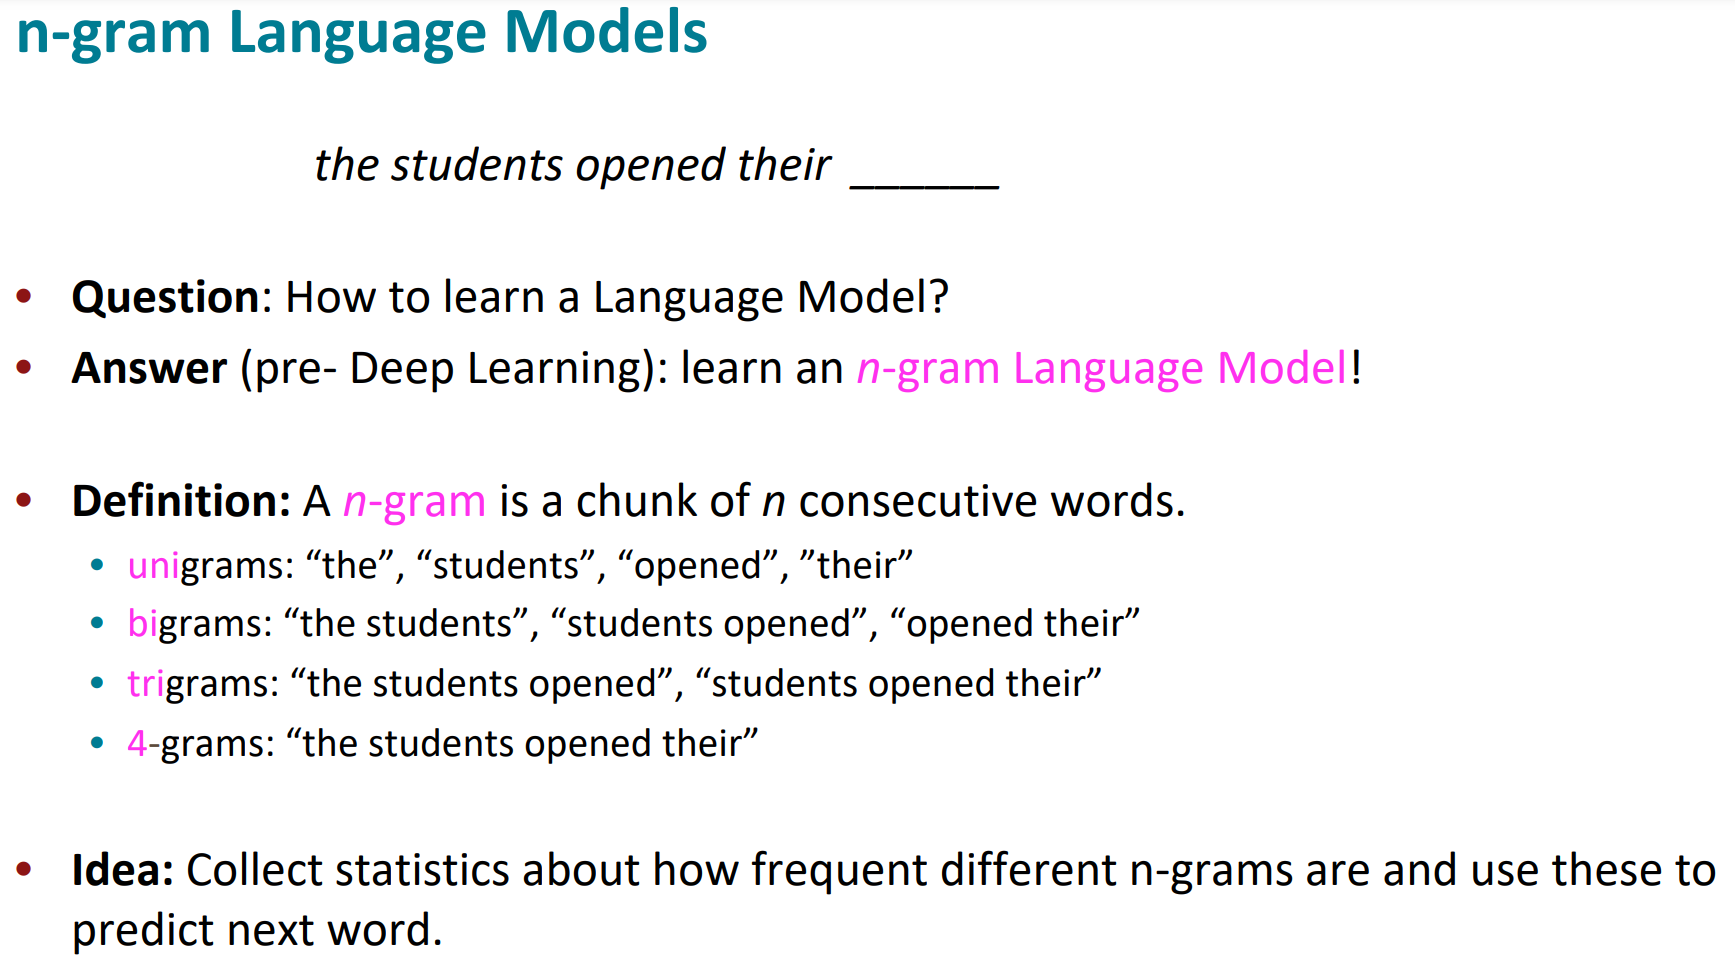 n-gram Language Models
the students opened their ______
• Question: How to learn a Language Model?
• Answer (pre- Deep Learning): learn an n-gram Language Model!
• Definition: A n-gram is a chunk of n consecutive words.
• unigrams: “the”, “students”, “opened”, ”their”
• bigrams: “the students”, “students opened”, “opened their”
• trigrams: “the students opened”, “students opened their”
• 4-grams: “the students opened their”
• Idea: Collect statistics about how frequent different n-grams are and use these to
predict next word.